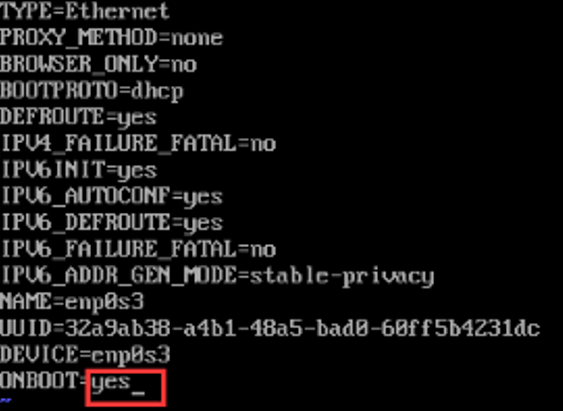 TYPE=Ethernet
PROXY_METHOD=none
BROWSER_ONLY=no
BOOTPROTO=dhcp
DEFROUTE=yes
IPV4_FAILURE_FATAL=no
IPV6INIT=yes
IPV6_AUTOCONF=yes
IPV6_DEFROUTE=yes
IPV6_FAILURE_FATAL=no
IPV6_ADDR_GEN_MODE=stable-privacy
NAME=enp0s3
UUID=32a9ab38-a4b1-48a5-bad0-60ff5b4231dc
DEVICE=enp0s3
ONBOOT=yes_
~